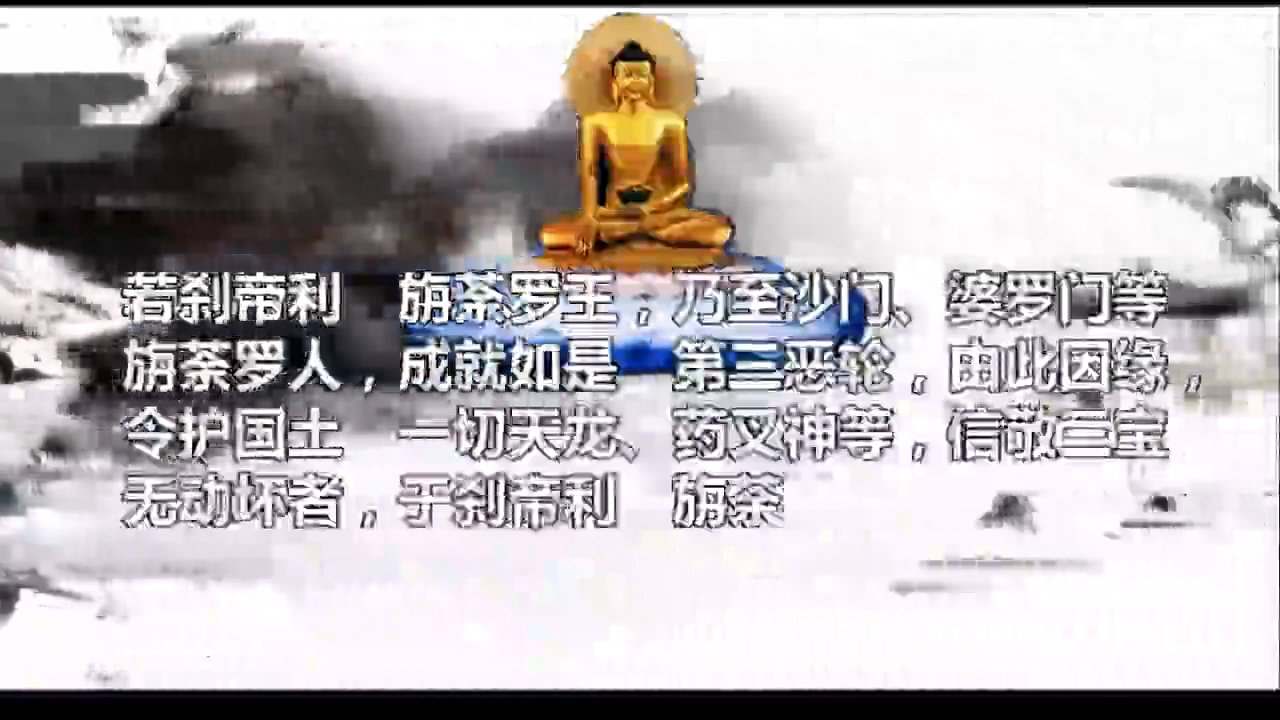 若刹帝利 旃荼罗王，乃至沙门、婆罗门等
旃荼罗人，成就如是 第三恶轮，由此因缘，
令护国土 一切天龙、药叉神等，信敬三宝
无动坏者，于刹帝利 旃荼